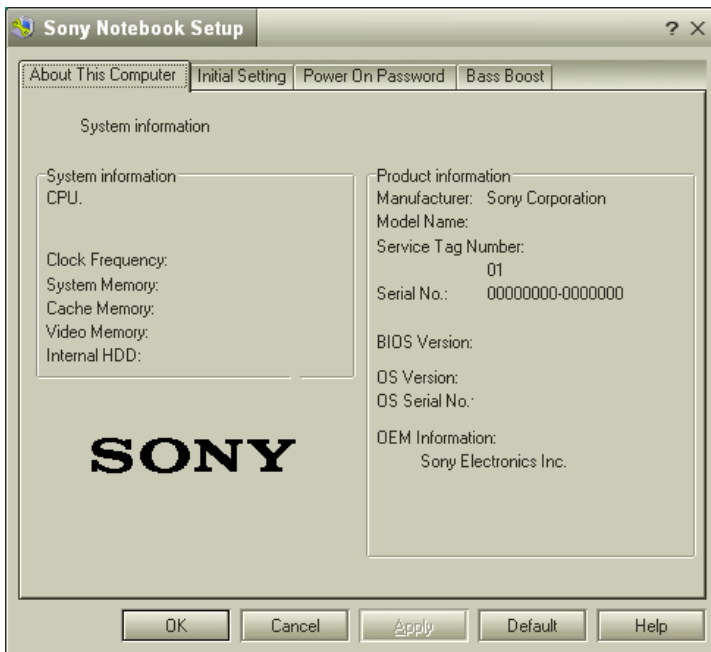 Sony Notebook Setup
? ×
About This Computer Initial Setting Power On Password Bass Boost
System information
System information
CPU.
Clock Frequency:
System Memory:
Cache Memory:
Video Memory:
Internal HDD:
SONY
Product information
Manufacturer: Sony Corporation
Model Name:
Service Tag Number:
01
Serial No.: 00000000-0000000
BIOS Version:
OS Version:
OS Serial No.:
OEM Information:
Sony Electronics Inc.
OK Cancel Apply Default Help